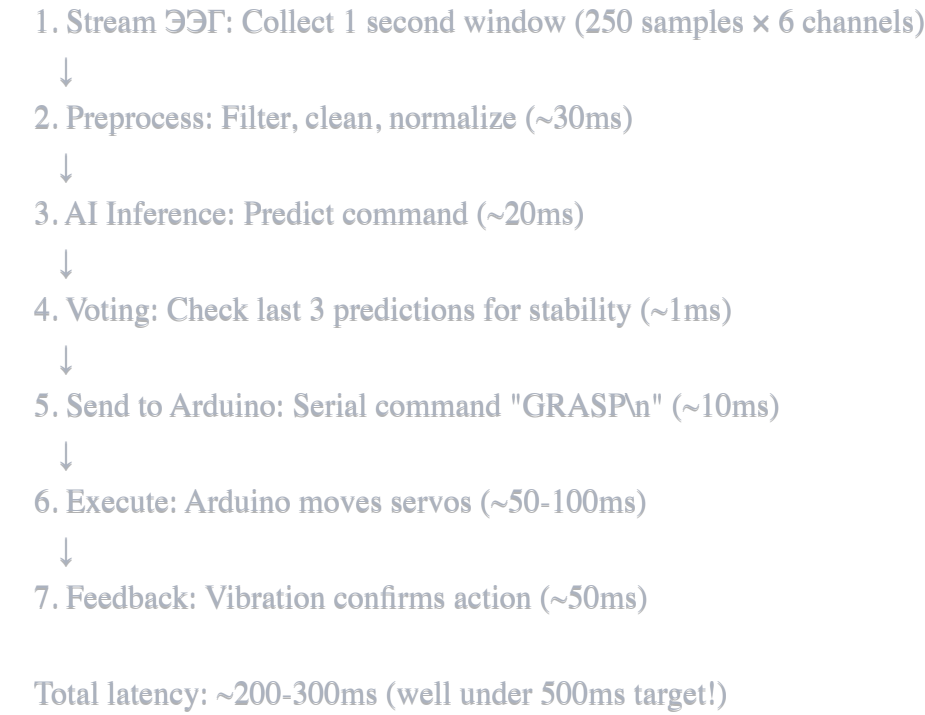 1. Stream ЭЭГ: Collect 1 second window (250 samples × 6 channels)
↓
2. Preprocess: Filter, clean, normalize (~30ms)
↓
3. AI Inference: Predict command (~20ms)
↓
4. Voting: Check last 3 predictions for stability (~1ms)
↓
5. Send to Arduino: Serial command "GRASP\n" (~10ms)
↓
6. Execute: Arduino moves servos (~50-100ms)
↓
7. Feedback: Vibration confirms action (~50ms)
Total latency: ~200-300ms (well under 500ms target!)